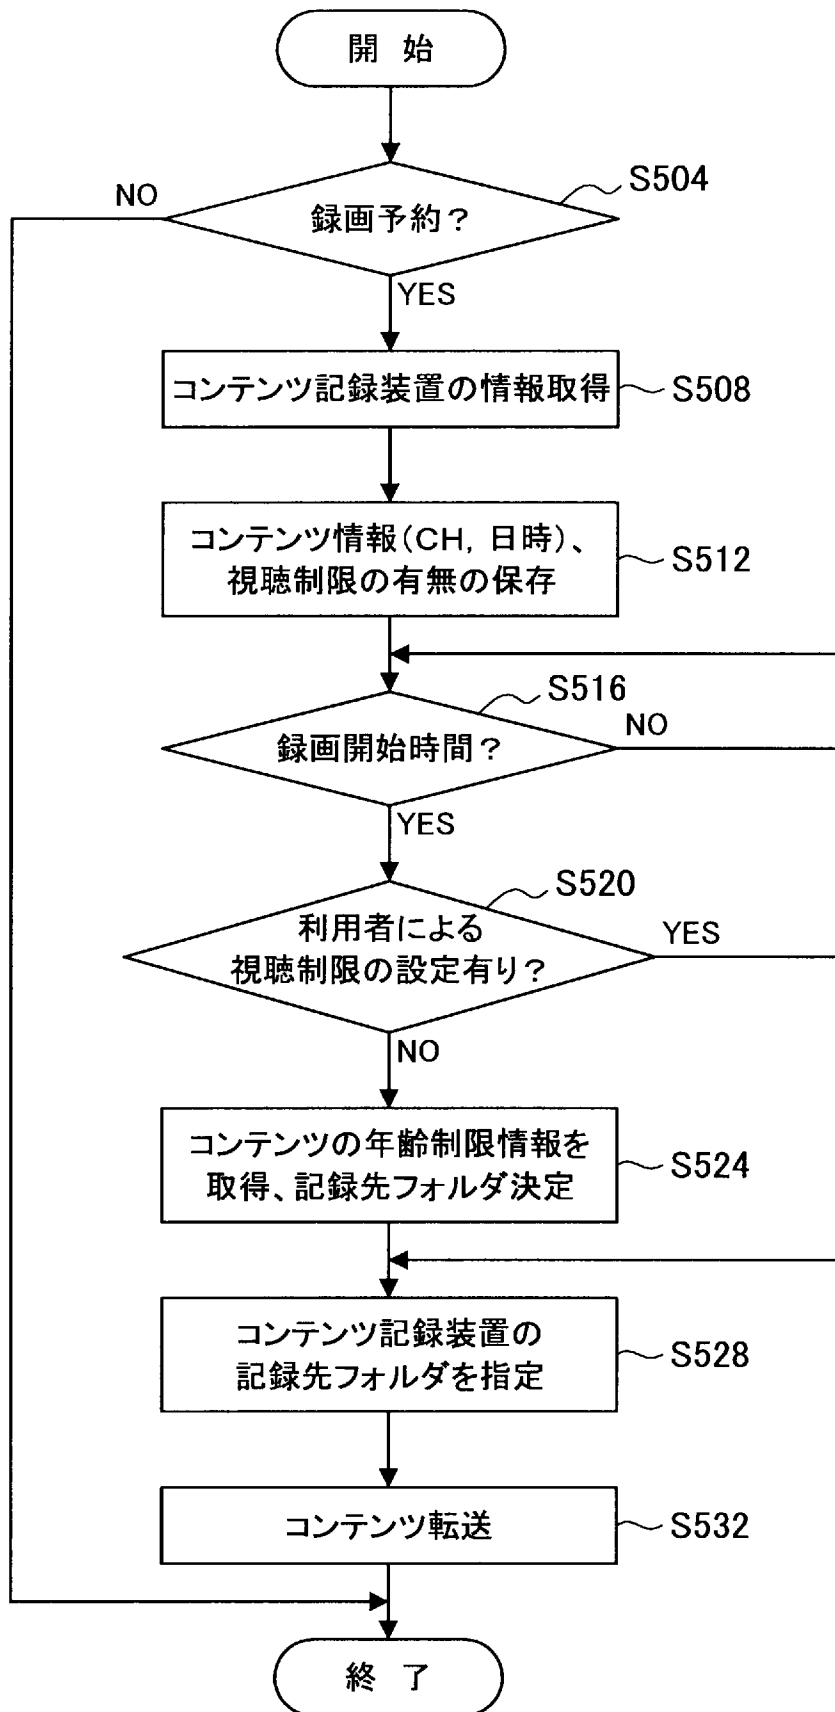 開 始
S504
NO
録画予約?
YES
コンテンツ記録装置の情報取得
S508
コンテンツ情報(CH, 日時)、
視聴制限の有無の保存
S512
S516
録画開始時間?
NO
YES
S520
利用者による
視聴制限の設定有り?
YES
NO
コンテンツの年齢制限情報を
取得、記録先フォルダ決定
S524
コンテンツ記録装置の
記録先フォルダを指定
S528
コンテンツ転送
S532
終 了